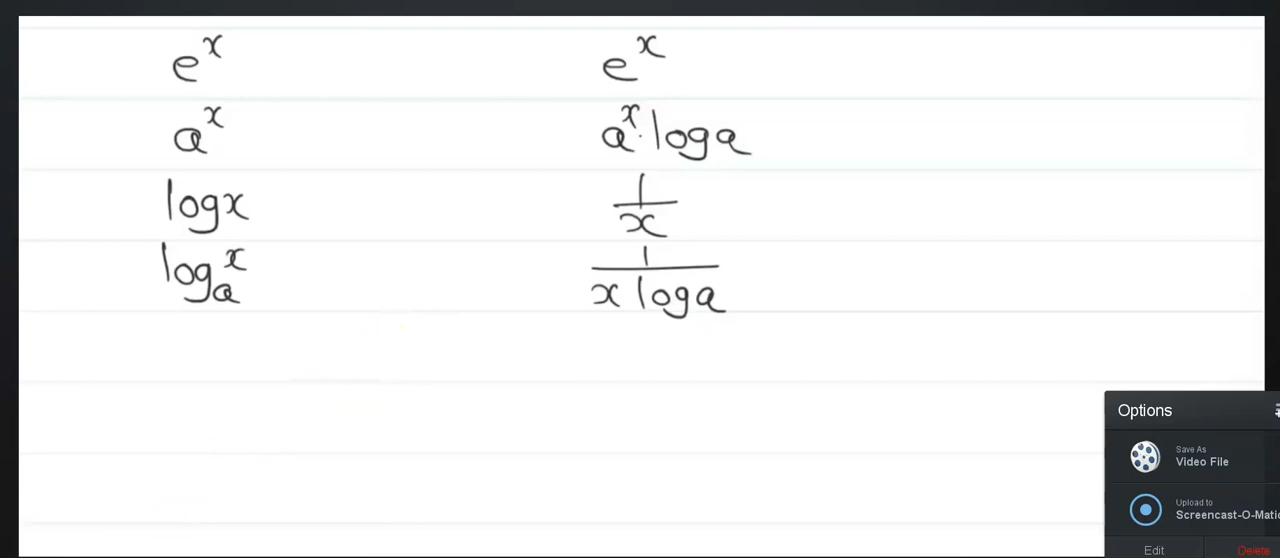 e^x e^x
a^x a^x · log a
log x 1/x
log_a x 1/(x log a)
Options
Save As
Video File
Upload to
Screencast-O-Matic
Edit Delete